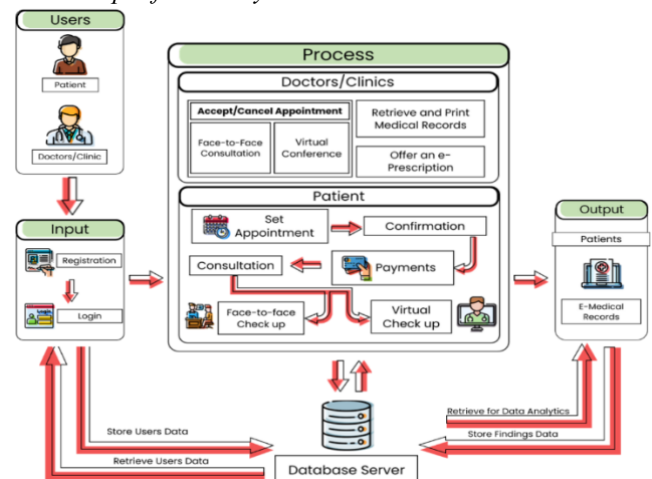 Users
Patient
Doctors/Clinic
Input
Registration
Login
Process
Doctors/Clinics
Accept/Cancel Appointment
Face-to-Face
Consultation
Virtual
Conference
Retrieve and Print
Medical Records
Offer an e-
Prescription
Patient
Set
Appointment
Confirmation
Consultation
Payments
Face-to-face
Check up
Virtual
Check up
Output
Patients
E-Medical
Records
Retrieve for Data Analytics
Store Users Data
Store Findings Data
Retrieve Users Data
Database Server